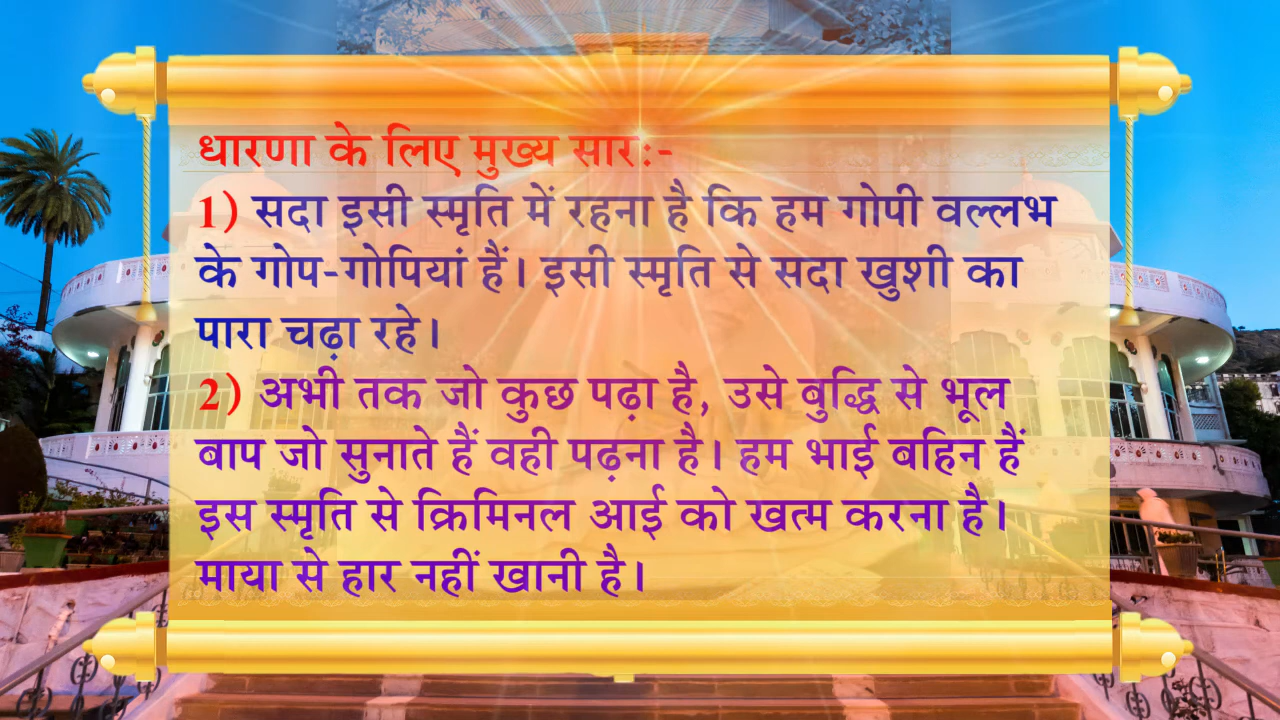 धारणा के लिए मुख्य सार:-
1) सदा इसी स्मृति में रहना है कि हम गोपी वल्लभ
के गोप-गोपियां हैं। इसी स्मृति से सदा खुशी का
पारा चढ़ा रहे।
2) अभी तक जो कुछ पढ़ा है, उसे बुद्धि से भूल
बाप जो सुनाते हैं वही पढ़ना है। हम भाई बहिन हैं
इस स्मृति से क्रिमिनल आई को खत्म करना है।
माया से हार नहीं खानी है।